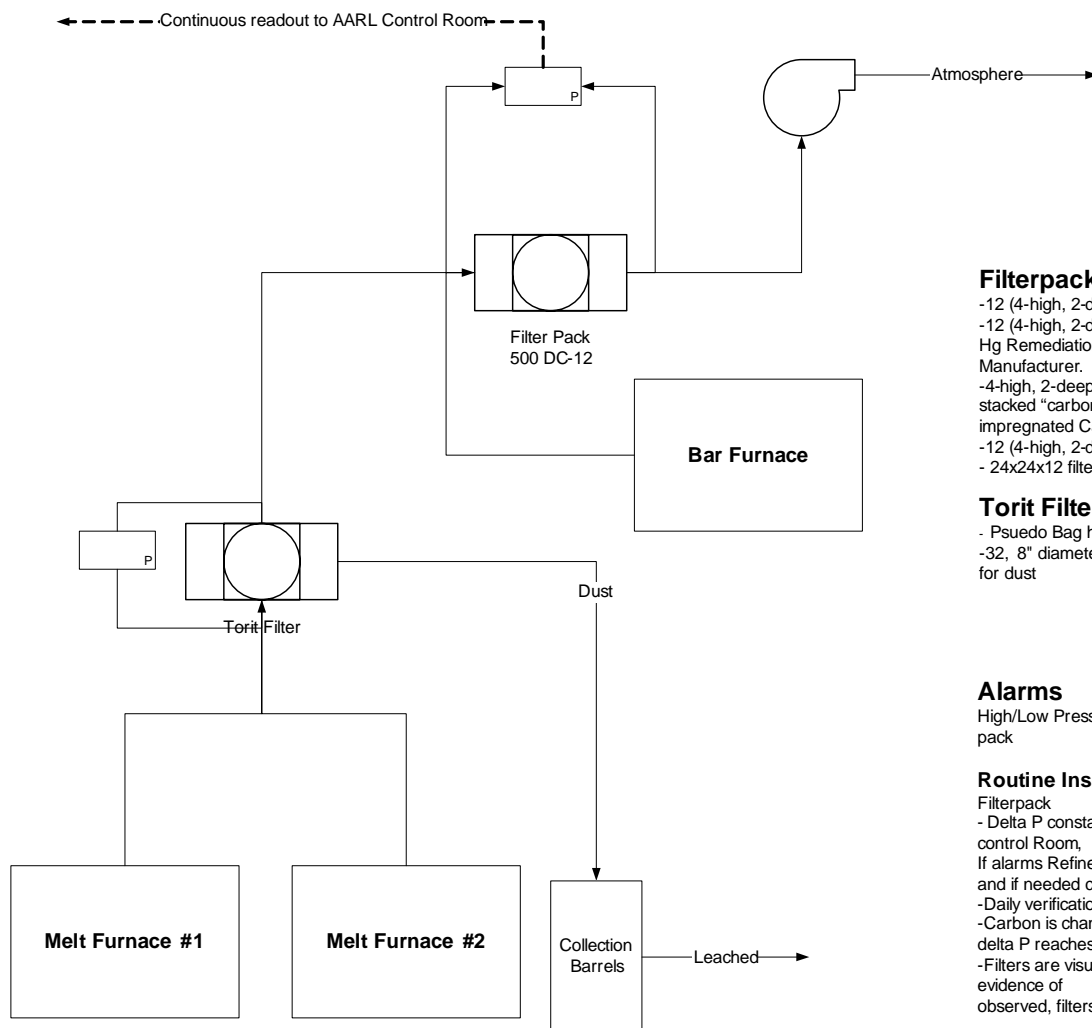 Continuous readout to AARL Control Room
P
Atmosphere
Filter Pack
500 DC-12
Bar Furnace
P
Torit Filter
Dust
Melt Furnace #1
Melt Furnace #2
Collection
Barrels
Leached
Filterpack
-12 (4-high, 2-
-12 (4-high, 2-
Hg Remediatio
Manufacturer.
-4-high, 2-deep
stacked “carbo
impregnated C
-12 (4-high, 2-
- 24x24x12 filte
Torit Filte
- Psuedo Bag h
-32, 8" diamete
for dust
Alarms
High/Low Press
pack
Routine Ins
Filterpack
- Delta P consta
control Room,
If alarms Refine
and if needed
-Daily verificatio
-Carbon is char
delta P reaches
-Filters are visu
evidence of
observed, filters